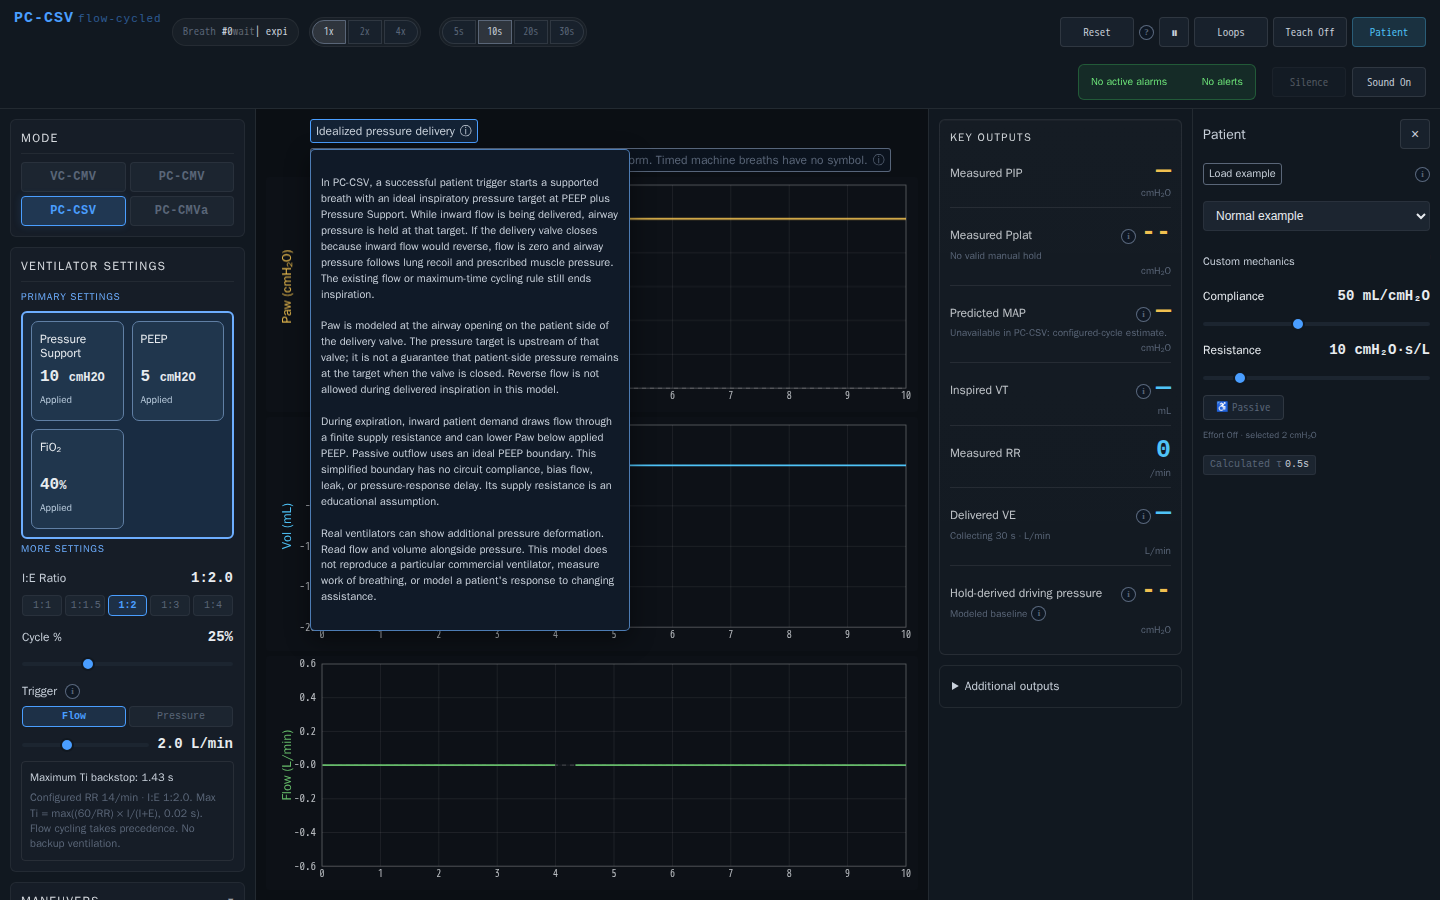 PC-CSV flow-cycled
Breath #0 wait| expi
1x 2x 4x
5s 10s 20s 30s
Reset
?
Loops
Teach Off
Patient
No active alarms No alerts
Silence
Sound On
MODE
VC-CMV PC-CMV
PC-CSV PC-CMVa
VENTILATOR SETTINGS
PRIMARY SETTINGS
Pressure
Support
10 cmH2O
Applied
PEEP
5 cmH2O
Applied
FiO₂
40%
Applied
MORE SETTINGS
I:E Ratio 1:2.0
1:1 1:1.5 1:2 1:3 1:4
Cycle % 25%
Trigger ⓘ
Flow Pressure
2.0 L/min
Maximum Ti backstop: 1.43 s
Configured RR 14/min · I:E 1:2.0. Max
Ti = max((60/RR) × I/(I+E), 0.02 s).
Flow cycling takes precedence. No
backup ventilation.
Idealized pressure delivery ⓘ
orm. Timed machine breaths have no symbol. ⓘ
In PC-CSV, a successful patient trigger starts a supported
breath with an ideal inspiratory pressure target at PEEP plus
Pressure Support. While inward flow is being delivered, airway
pressure is held at that target. If the delivery valve closes
because inward flow would reverse, flow is zero and airway
pressure follows lung recoil and prescribed muscle pressure.
The existing flow or maximum-time cycling rule still ends
inspiration.
Paw is modeled at the airway opening on the patient side of
the delivery valve. The pressure target is upstream of that
valve; it is not a guarantee that patient-side pressure remains
at the target when the valve is closed. Reverse flow is not
allowed during delivered inspiration in this model.
During expiration, inward patient demand draws flow through
a finite supply resistance and can lower Paw below applied
PEEP. Passive outflow uses an ideal PEEP boundary. This
simplified boundary has no circuit compliance, bias flow,
leak, or pressure-response delay. Its supply resistance is an
educational assumption.
Real ventilators can show additional pressure deformation.
Read flow and volume alongside pressure. This model does
not reproduce a particular commercial ventilator, measure
work of breathing, or model a patient's response to changing
assistance.
Paw (cmH₂O)
6 7 8 9 10
Vol (mL)
-1
-1
-2
0 1 2 3 4 5 6 7 8 9 10
Flow (L/min)
0.6
0.4
0.2
-0.0
-0.2
-0.4
-0.6
0 1 2 3 4 5 6 7 8 9 10
KEY OUTPUTS
Measured PIP —
cmH₂O
Measured Pplat ⓘ --
No valid manual hold
cmH₂O
Predicted MAP ⓘ —
Unavailable in PC-CSV: configured-cycle estimate.
cmH₂O
Inspired VT ⓘ —
mL
Measured RR 0
/min
Delivered VE ⓘ —
Collecting 30 s · L/min
L/min
Hold-derived driving pressure ⓘ --
Modeled baseline ⓘ
cmH₂O
▶ Additional outputs
Patient ×
Load example ⓘ
Normal example
Custom mechanics
Compliance 50 mL/cmH₂O
Resistance 10 cmH₂O·s/L
♿ Passive
Effort Off · selected 2 cmH₂O
Calculated τ 0.5s